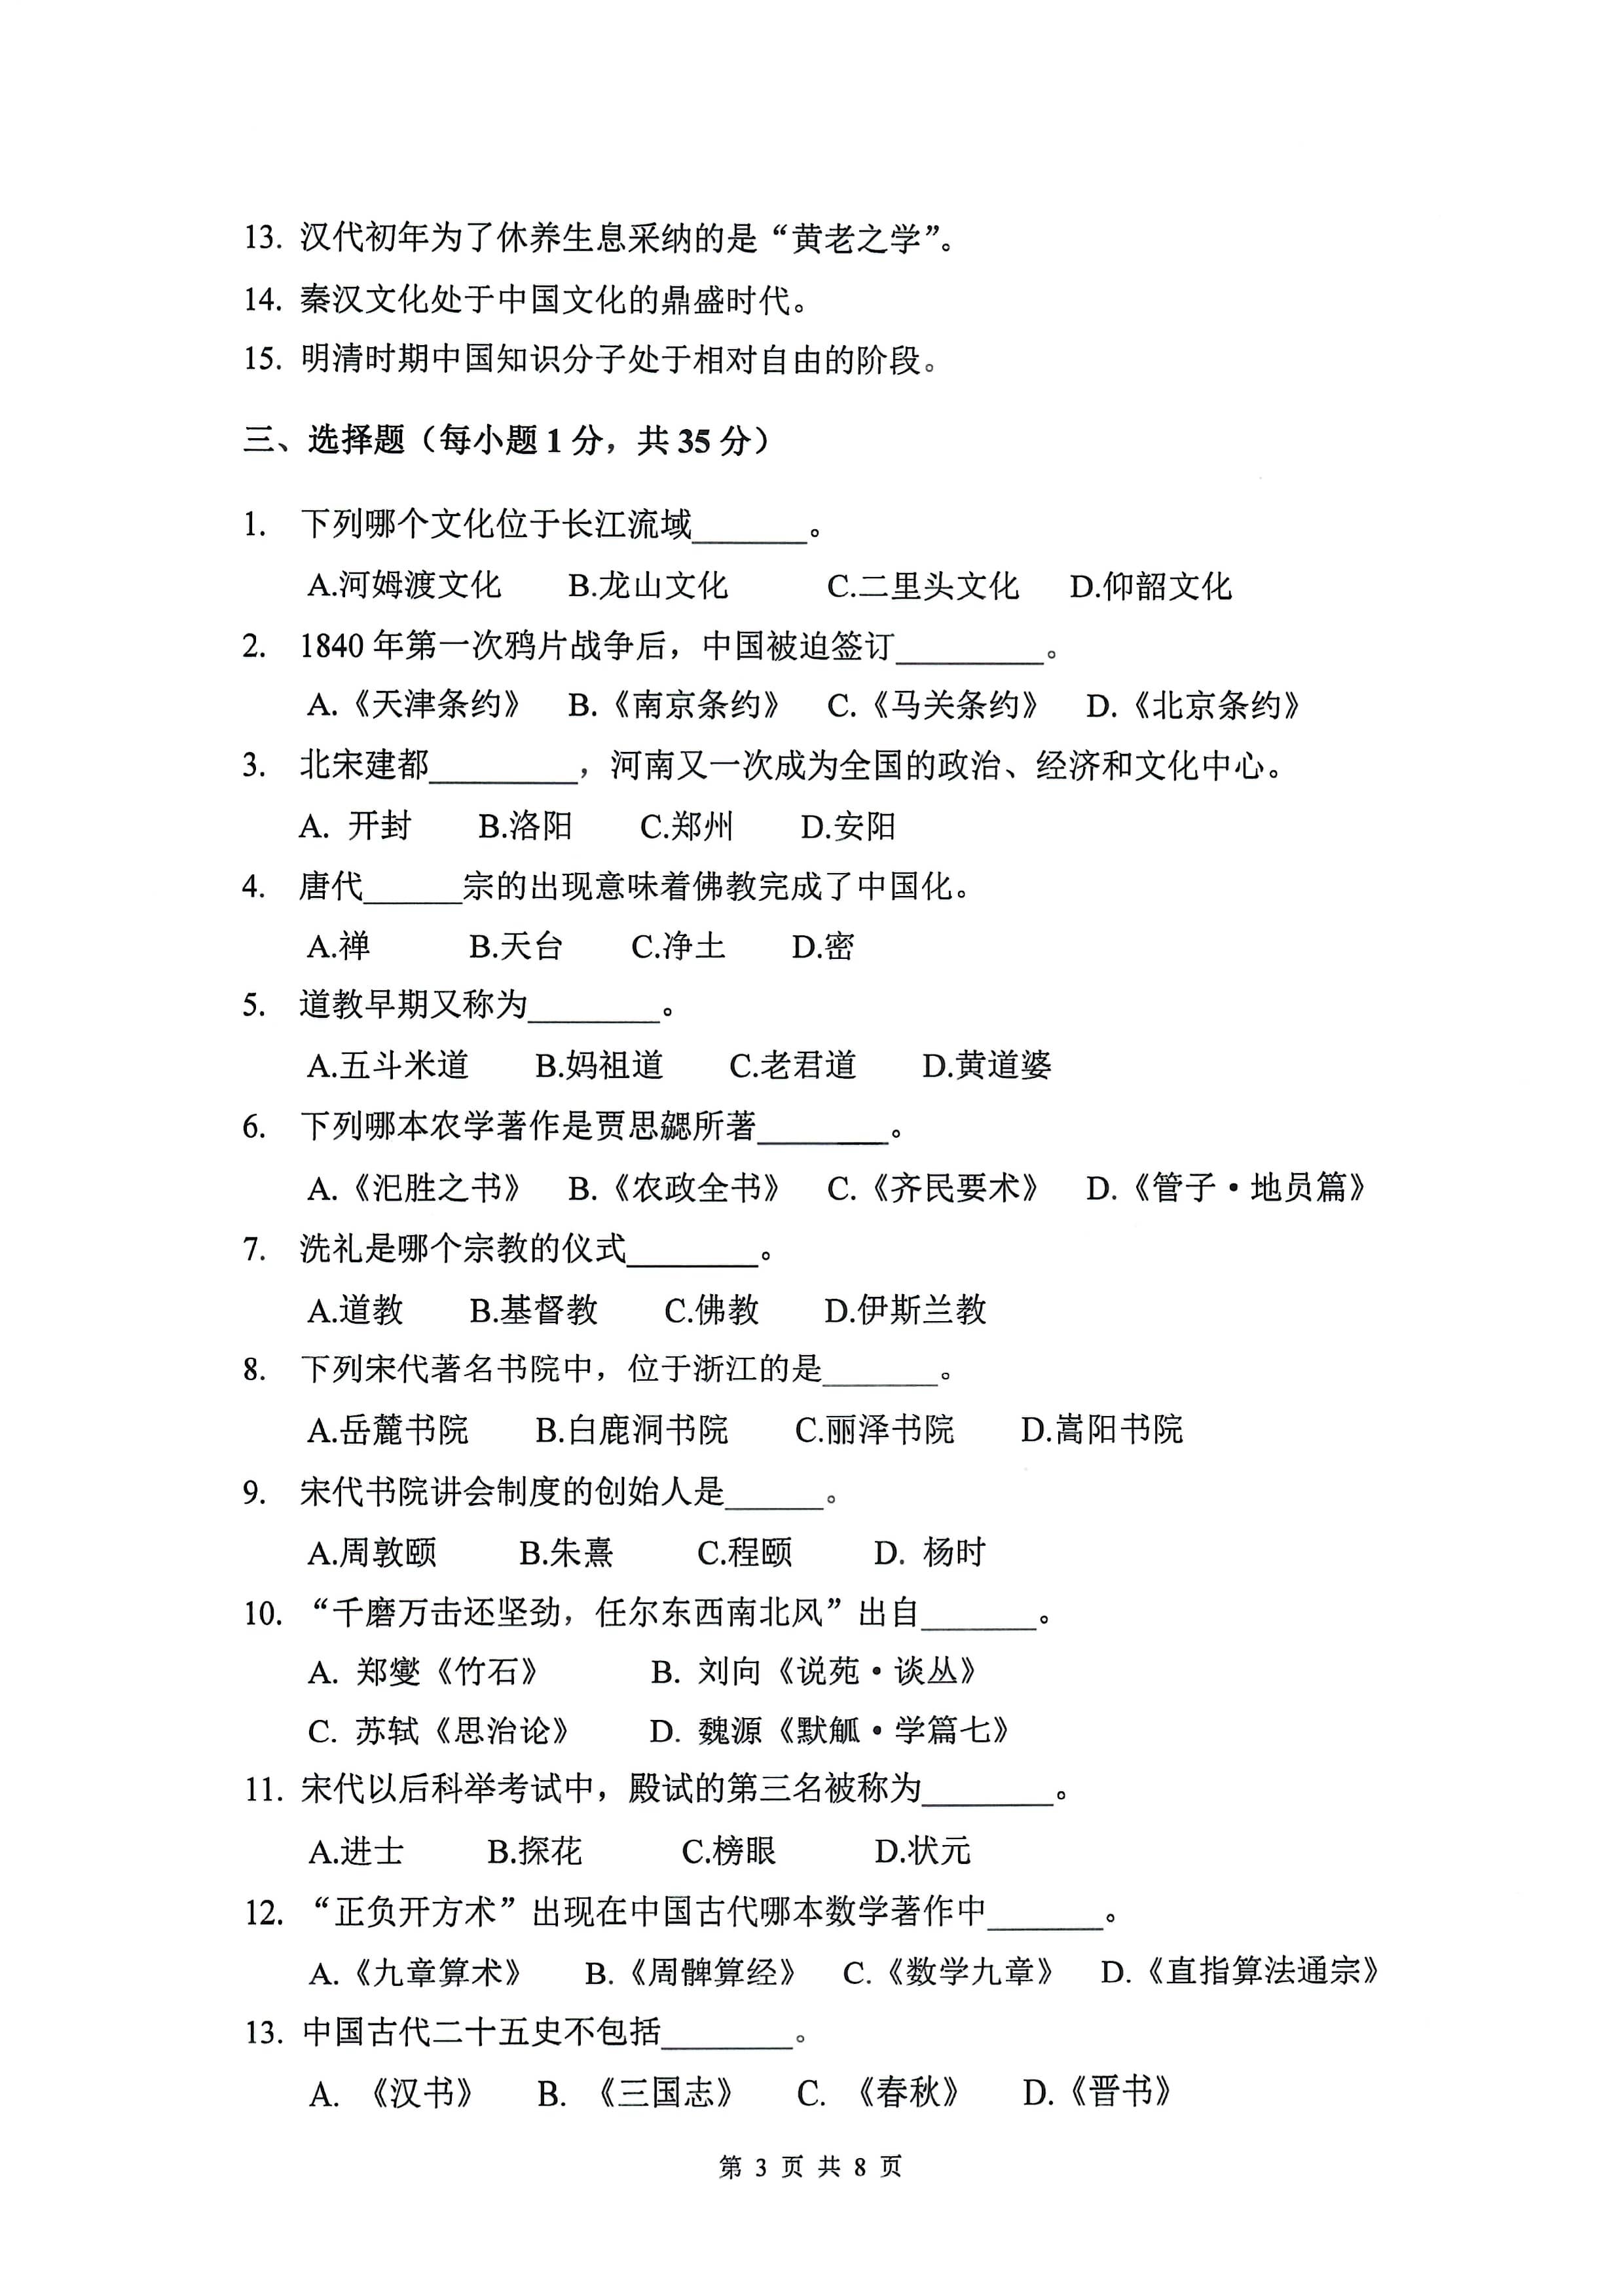 13. 汉代初年为了休养生息采纳的是“黄老之学”。
14. 秦汉文化处于中国文化的鼎盛时代。
15. 明清时期中国知识分子处于相对自由的阶段。
三、选择题（每小题 1 分，共 35 分）
1. 下列哪个文化位于长江流域_______。
A.河姆渡文化 B.龙山文化 C.二里头文化 D.仰韶文化
2. 1840 年第一次鸦片战争后，中国被迫签订_________。
A.《天津条约》 B.《南京条约》 C.《马关条约》 D.《北京条约》
3. 北宋建都_________，河南又一次成为全国的政治、经济和文化中心。
A. 开封 B.洛阳 C.郑州 D.安阳
4. 唐代______宗的出现意味着佛教完成了中国化。
A.禅 B.天台 C.净土 D.密
5. 道教早期又称为________。
A.五斗米道 B.妈祖道 C.老君道 D.黄道婆
6. 下列哪本农学著作是贾思勰所著________。
A.《汜胜之书》 B.《农政全书》 C.《齐民要术》 D.《管子·地员篇》
7. 洗礼是哪个宗教的仪式________。
A.道教 B.基督教 C.佛教 D.伊斯兰教
8. 下列宋代著名书院中，位于浙江的是_______。
A.岳麓书院 B.白鹿洞书院 C.丽泽书院 D.嵩阳书院
9. 宋代书院讲会制度的创始人是______。
A.周敦颐 B.朱熹 C.程颐 D. 杨时
10. “千磨万击还坚劲，任尔东西南北风”出自_______。
A. 郑燮《竹石》 B. 刘向《说苑·谈丛》
C. 苏轼《思治论》 D. 魏源《默觚·学篇七》
11. 宋代以后科举考试中，殿试的第三名被称为________。
A.进士 B.探花 C.榜眼 D.状元
12. “正负开方术”出现在中国古代哪本数学著作中_______。
A.《九章算术》 B.《周髀算经》 C.《数学九章》 D.《直指算法通宗》
13. 中国古代二十五史不包括________。
A. 《汉书》 B. 《三国志》 C. 《春秋》 D.《晋书》
第 3 页 共 8 页